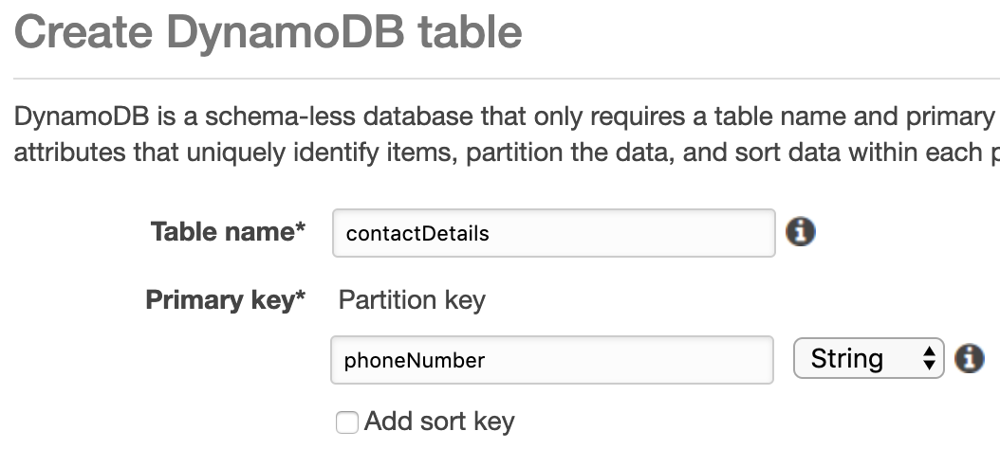 Create DynamoDB table
DynamoDB is a schema-less database that only requires a table name and primary
attributes that uniquely identify items, partition the data, and sort data within each
Table name* contactDetails
Primary key* Partition key
phoneNumber String
Add sort key